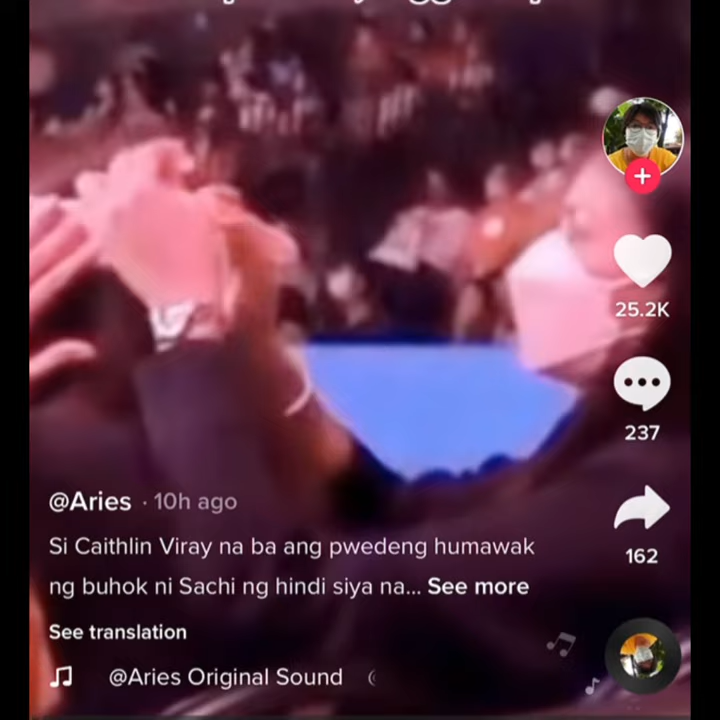 25.2K
237
162
@Aries · 10h ago
Si Caithlin Viray na ba ang pwedeng humawak
ng buhok ni Sachi ng hindi siya na... See more
See translation
@Aries Original Sound